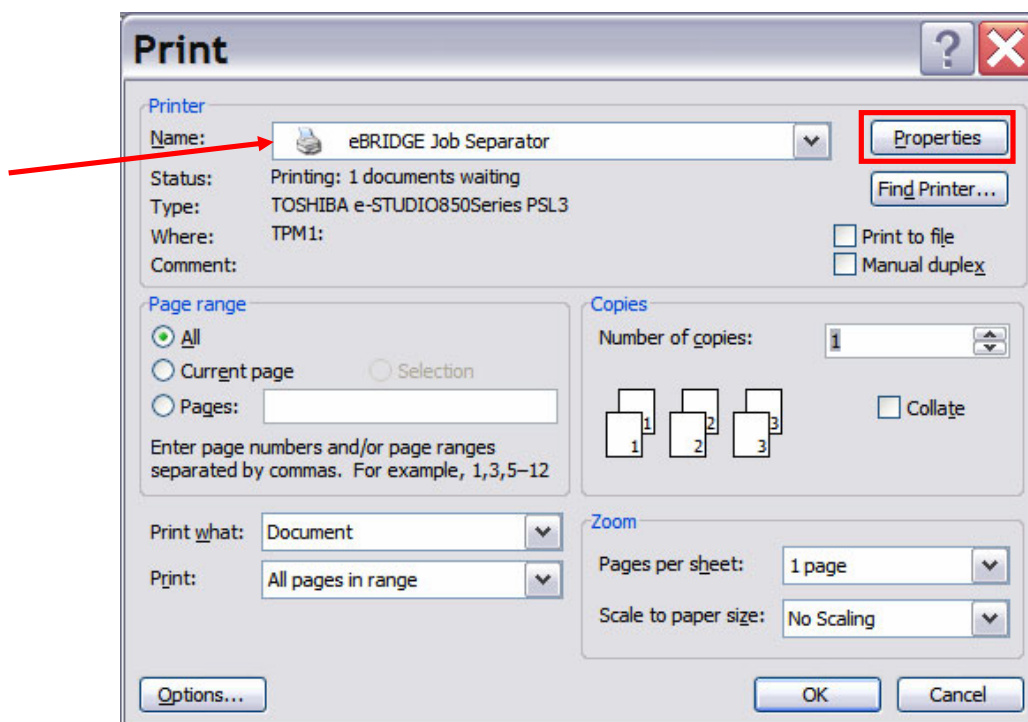 Print
Printer
Name: eBRIDGE Job Separator Properties
Status: Printing: 1 documents waiting
Find Printer...
Type: TOSHIBA e-STUDIO850Series PSL3
Where: TPM1:
Print to file
Comment:
Manual duplex
Page range
All
Current page Selection
Pages:
Enter page numbers and/or page ranges
separated by commas. For example, 1,3,5–12
Copies
Number of copies: 1
1 1 2 2 3 3
Collate
Print what: Document
Print: All pages in range
Zoom
Pages per sheet: 1 page
Scale to paper size: No Scaling
Options... OK Cancel